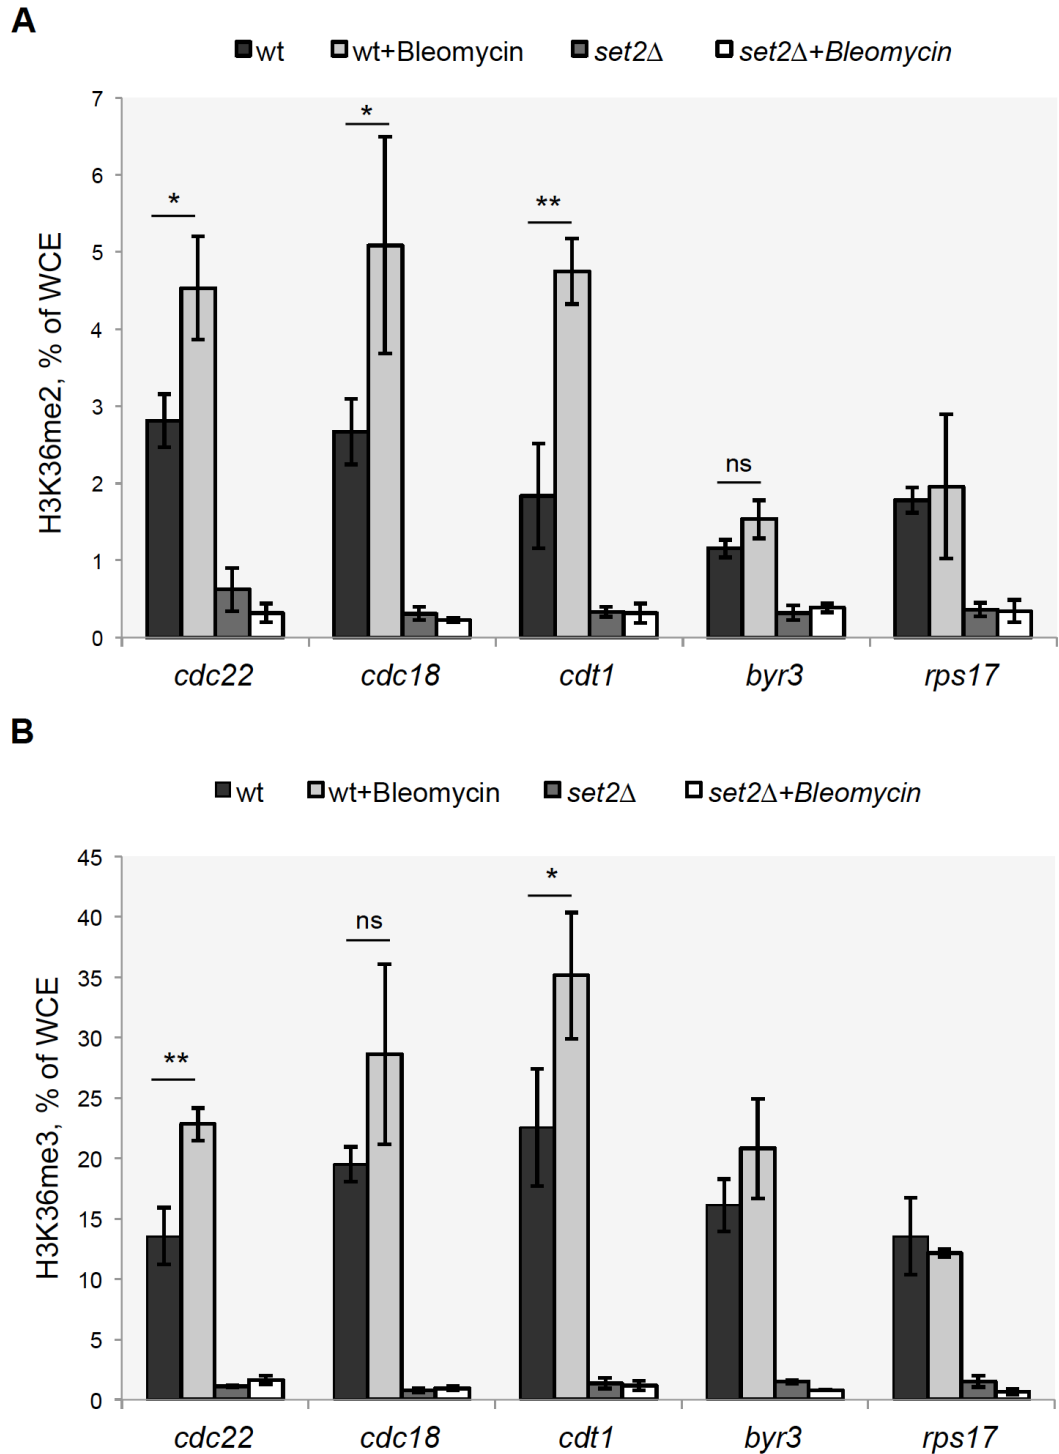 A
wt wt+Bleomycin set2Δ set2Δ+Bleomycin
H3K36me2, % of WCE
7
6
5
4
3
2
1
0
* * ** ns
cdc22 cdc18 cdt1 byr3 rps17
B
wt wt+Bleomycin set2Δ set2Δ+Bleomycin
H3K36me3, % of WCE
45
40
35
30
25
20
15
10
5
0
** ns *
cdc22 cdc18 cdt1 byr3 rps17